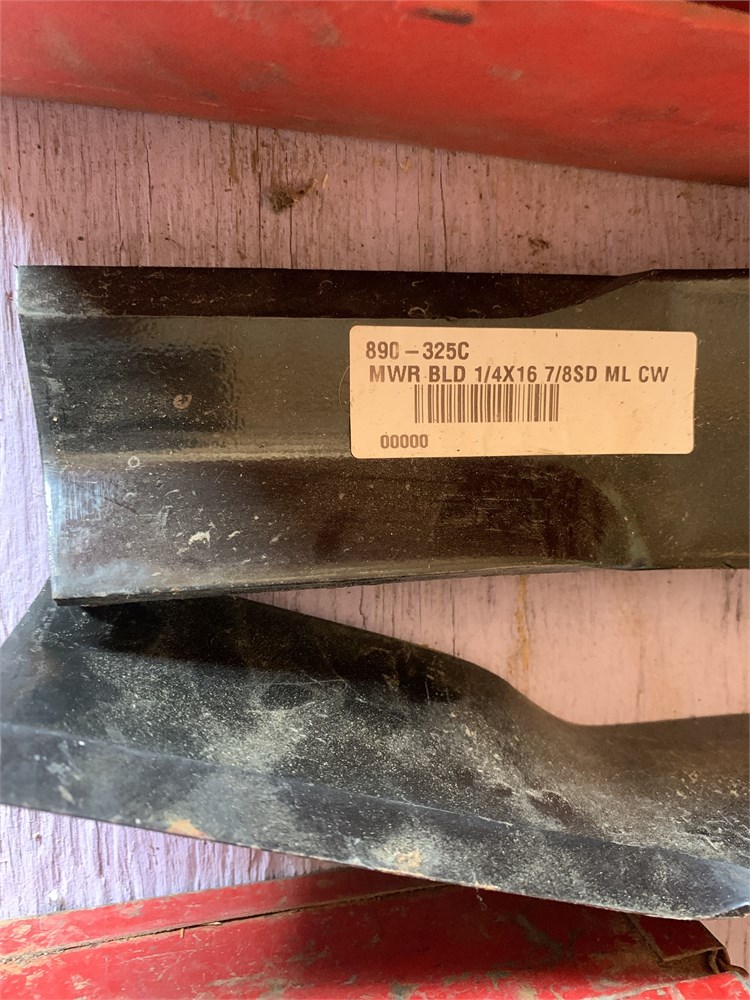 890-325C
MWR BLD 1/4X16 7/8SD ML CW
00000